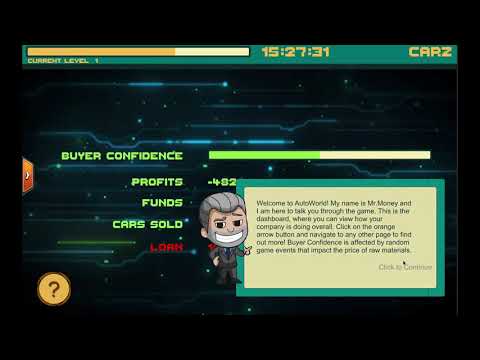 15:27:31 CARZ
CURRENT LEVEL 1
BUYER CONFIDENCE
PROFITS -482
FUNDS
CARS SOLD
LOAN
Welcome to AutoWorld! My name is Mr.Money and
I am here to talk you through the game. This is the
dashboard, where you can view how your
company is doing overall. Click on the orange
arrow button and navigate to any other page to find
out more! Buyer Confidence is affected by random
game events that impact the price of raw materials.
Click to Continue
?